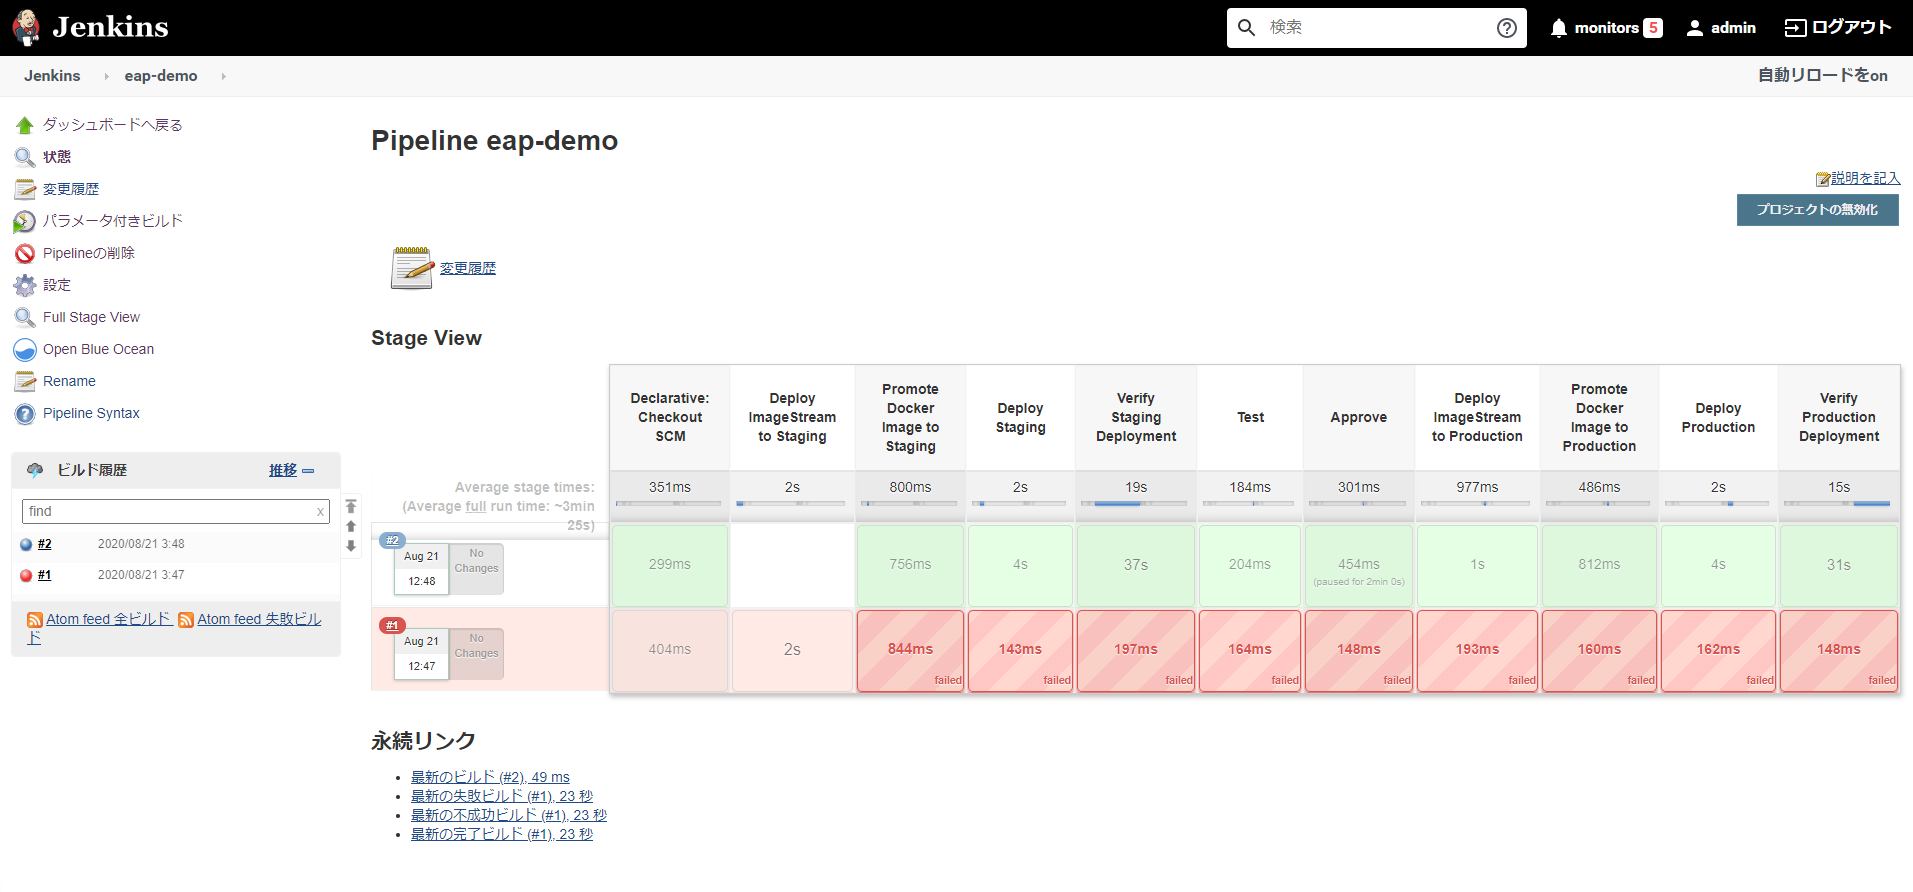 Jenkins
検索
monitors 5
admin
ログアウト
Jenkins
eap-demo
自動リロードをon
ダッシュボードへ戻る
状態
変更履歴
パラメータ付きビルド
Pipelineの削除
設定
Full Stage View
Open Blue Ocean
Rename
Pipeline Syntax
ビルド履歴
推移
find
x
#2
2020/08/21 3:48
#1
2020/08/21 3:47
Atom feed 全ビルド
Atom feed 失敗ビル
ド
Pipeline eap-demo
説明を記入
プロジェクトの無効化
変更履歴
Stage View
Declarative:
Checkout
SCM
Deploy
ImageStream
to Staging
Promote
Docker
Image to
Staging
Deploy
Staging
Verify
Staging
Deployment
Test
Approve
Deploy
ImageStream
to Production
Promote
Docker
Image to
Production
Deploy
Production
Verify
Production
Deployment
Average stage times:
(Average full run time: ~3min
25s)
351ms
2s
800ms
2s
19s
184ms
301ms
977ms
486ms
2s
15s
#2
Aug 21
12:48
No
Changes
299ms
756ms
4s
37s
204ms
454ms
(paused for 2min 0s)
1s
812ms
4s
31s
#1
Aug 21
12:47
No
Changes
404ms
2s
844ms
failed
143ms
failed
197ms
failed
164ms
failed
148ms
failed
193ms
failed
160ms
failed
162ms
failed
148ms
failed
永続リンク
最新のビルド (#2), 49 ms
最新の失敗ビルド (#1), 23 秒
最新の不成功ビルド (#1), 23 秒
最新の完了ビルド (#1), 23 秒